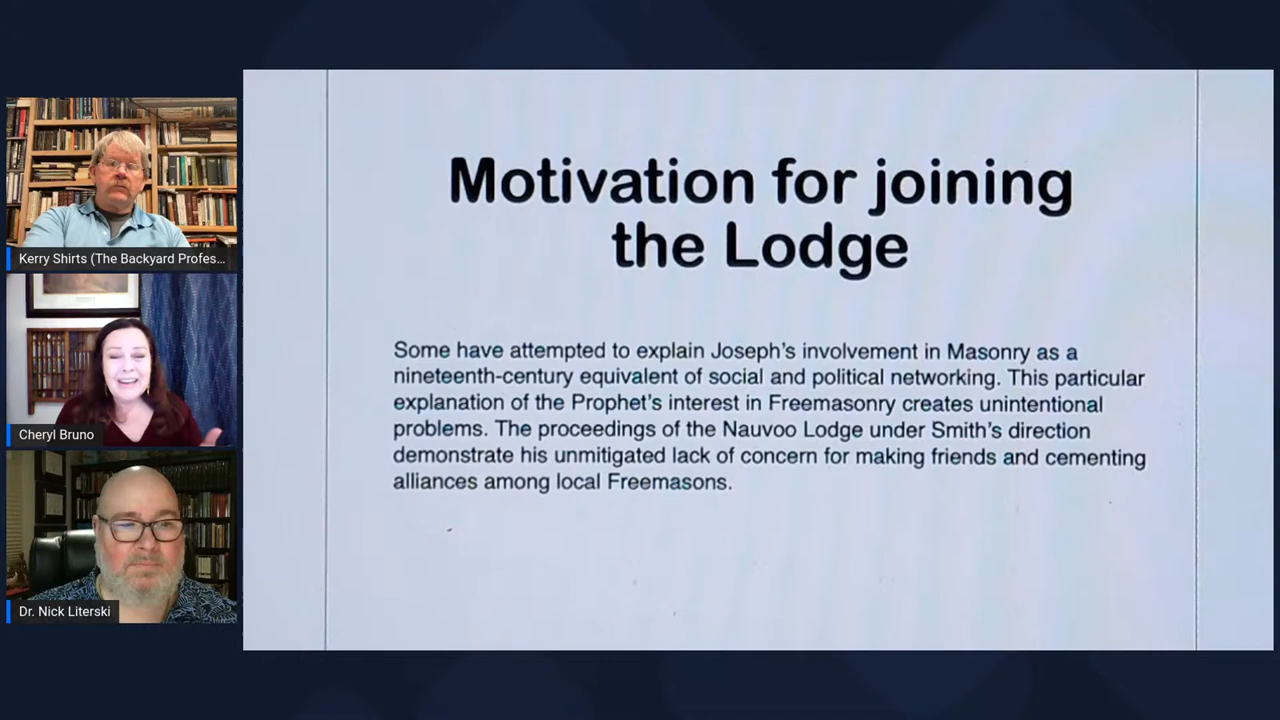 Kerry Shirts (The Backyard Profes...
Cheryl Bruno
Dr. Nick Literski
Motivation for joining
the Lodge
Some have attempted to explain Joseph's involvement in Masonry as a
nineteenth-century equivalent of social and political networking. This particular
explanation of the Prophet's interest in Freemasonry creates unintentional
problems. The proceedings of the Nauvoo Lodge under Smith's direction
demonstrate his unmitigated lack of concern for making friends and cementing
alliances among local Freemasons.